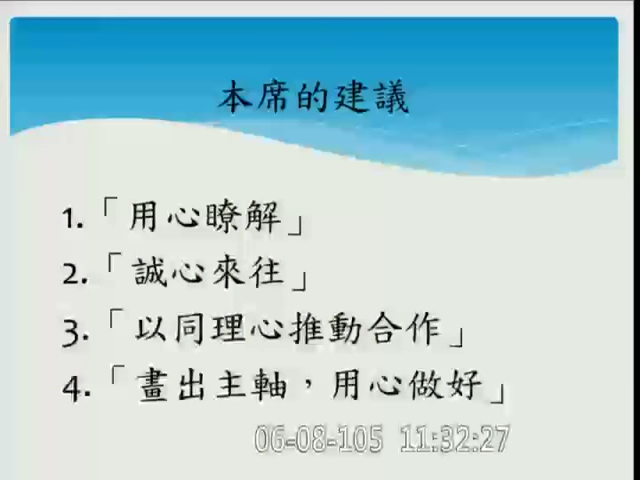 本席的建議
1.「用心瞭解」
2.「誠心來往」
3.「以同理心推動合作」
4.「畫出主軸，用心做好」
06-08-105 11:32:27